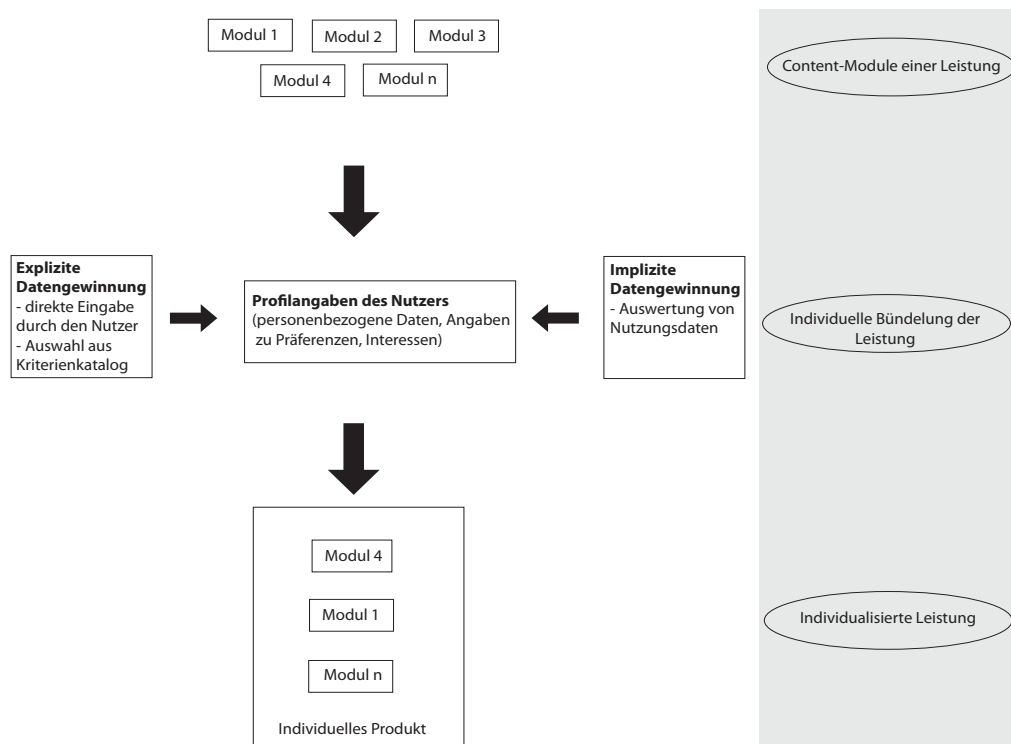 Modul 1
Modul 2
Modul 3
Modul 4
Modul n
Content-Module einer Leistung
Explizite
Datengewinnung
- direkte Eingabe
durch den Nutzer
- Auswahl aus
Kriterienkatalog
Profilangaben des Nutzers
(personenbezogene Daten, Angaben
zu Präferenzen, Interessen)
Implizite
Datengewinnung
- Auswertung von
Nutzungsdaten
Individuelle Bündelung der
Leistung
Modul 4
Modul 1
Modul n
Individuelles Produkt
Individualisierte Leistung